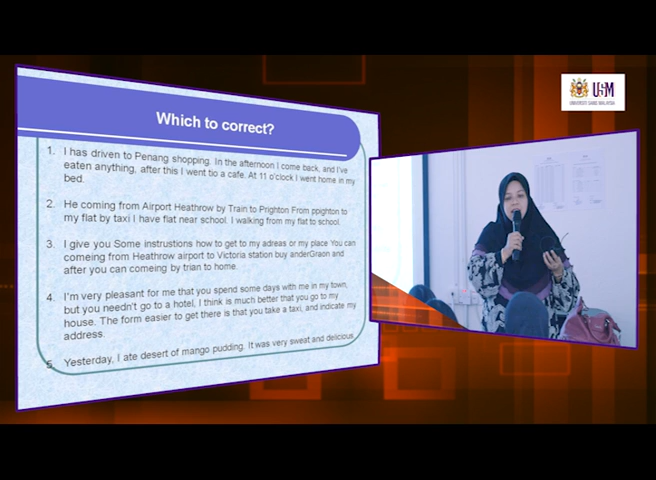 USM
UNIVERSITI SAINS MALAYSIA
Which to correct?
1. I has driven to Penang shopping. In the afternoon I come back, and I've
eaten anything, after this I went tio a cafe. At 11 o'clock I went home in my
bed.
2. He coming from Airport Heathrow by Train to Prighton From ppighton to
my flat by taxi I have flat near school. I walking from my flat to school.
3. I give you Some instrustions how to get to my adreas or my place You can
comeing from Heathrow airport to Victoria station buy anderGraon and
after you can comeing by trian to home.
4. I'm very pleasant for me that you spend some days with me in my town,
but you needn't go to a hotel, I think is much better that you go to my
house. The form easier to get there is that you take a taxi, and indicate my
address.
5. Yesterday, I ate desert of mango pudding. It was very sweat and delicious.